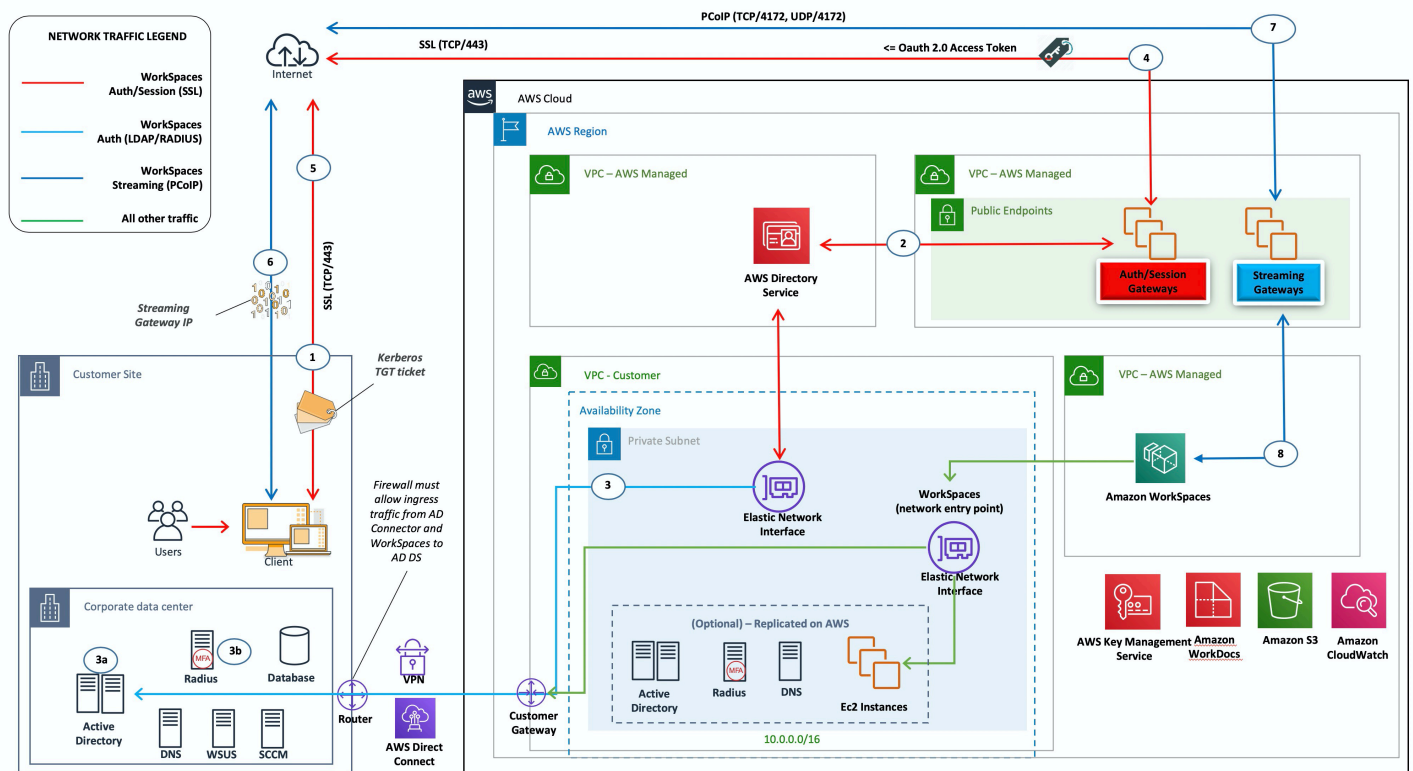 PCoIP (TCP/4172, UDP/4172)
7
NETWORK TRAFFIC LEGEND
WorkSpaces
Auth/Session (SSL)
WorkSpaces
Auth (LDAP/RADIUS)
WorkSpaces
Streaming (PCoIP)
All other traffic
Internet
SSL (TCP/443)
<= Oauth 2.0 Access Token
4
aws
AWS Cloud
AWS Region
5
6
SSL (TCP/443)
Streaming
Gateway IP
1
Kerberos
TGT ticket
VPC – AWS Managed
AWS Directory
Service
2
VPC – AWS Managed
Public Endpoints
Auth/Session
Gateways
Streaming
Gateways
Customer Site
Users
Client
Firewall must
allow ingress
traffic from AD
Connector and
WorkSpaces to
AD DS
Corporate data center
3a
MFA
3b
Radius
Database
Active
Directory
DNS
WSUS
SCCM
Router
VPN
AWS Direct
Connect
VPC - Customer
Availability Zone
Private Subnet
3
Elastic Network
Interface
WorkSpaces
(network entry point)
Elastic Network
Interface
(Optional) – Replicated on AWS
Active
Directory
MFA
Radius
DNS
Ec2 Instances
Customer
Gateway
10.0.0.0/16
VPC – AWS Managed
8
Amazon WorkSpaces
AWS Key Management
Service
Amazon
WorkDocs
Amazon S3
Amazon
CloudWatch